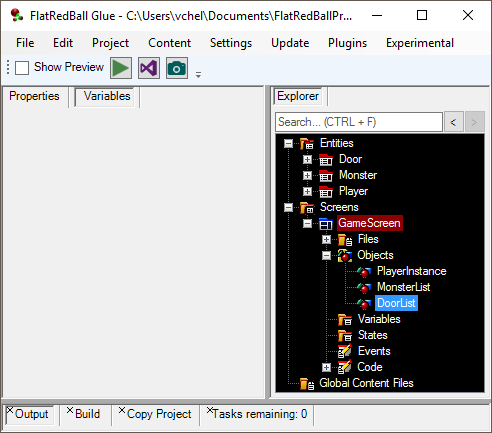 FlatRedBall Glue - C:\Users\vchel\Documents\FlatRedBallPr...
File Edit Project Content Settings Update Plugins Experimental
Show Preview
Properties Variables
Explorer
Search... (CTRL + F) < >
Entities
Door
Monster
Player
Screens
GameScreen
Files
Objects
PlayerInstance
MonsterList
DoorList
Variables
States
Events
Code
Global Content Files
Output Build Copy Project Tasks remaining: 0